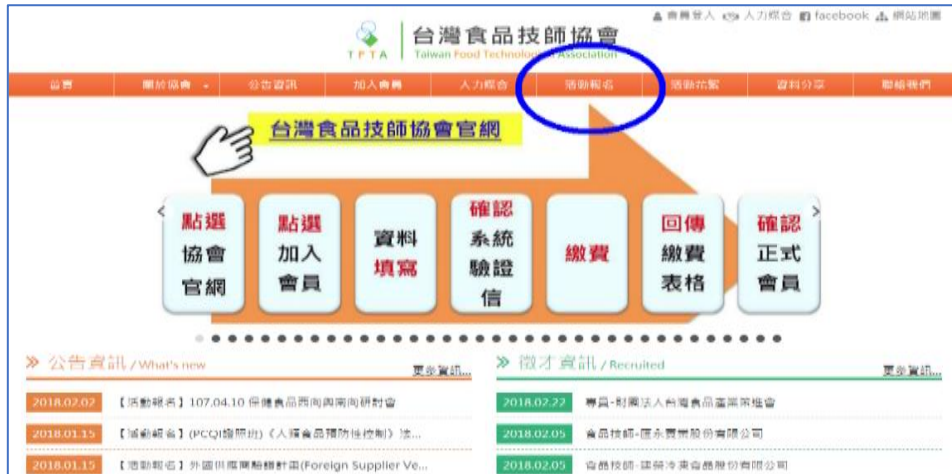 會員登入 人力媒合 facebook 網站地圖
台灣食品技師協會
TPTA Taiwan Food Technologist Association
首頁 關於協會 公告資訊 加入會員 人力媒合 活動報名 活動花絮 資料分享 聯絡我們
台灣食品技師協會官網
點選協會官網
點選加入會員
資料填寫
確認系統驗證信
繳費
回傳繳費表格
確認正式會員
公告資訊 / What's new 更多資訊...
徵才資訊 / Recruited 更多資訊...
2018.02.02 【活動報名】107.04.10 保健食品西向與南向研討會
2018.01.15 【活動報名】(PCQI證照班)《人類食品預防性控制》法...
2018.01.15 【活動報名】外國供應商驗證計畫(Foreign Supplier Ve...
2018.02.22 專員-財團法人台灣食品產業策進會
2018.02.05 食品技師-匯永實業股份有限公司
2018.02.05 食品技師-建榮冷凍食品股份有限公司